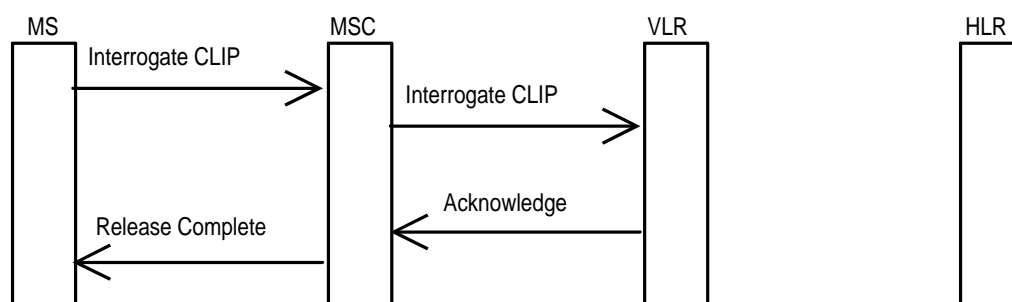 MS
MSC
VLR
HLR
Interrogate CLIP
Interrogate CLIP
Acknowledge
Release Complete